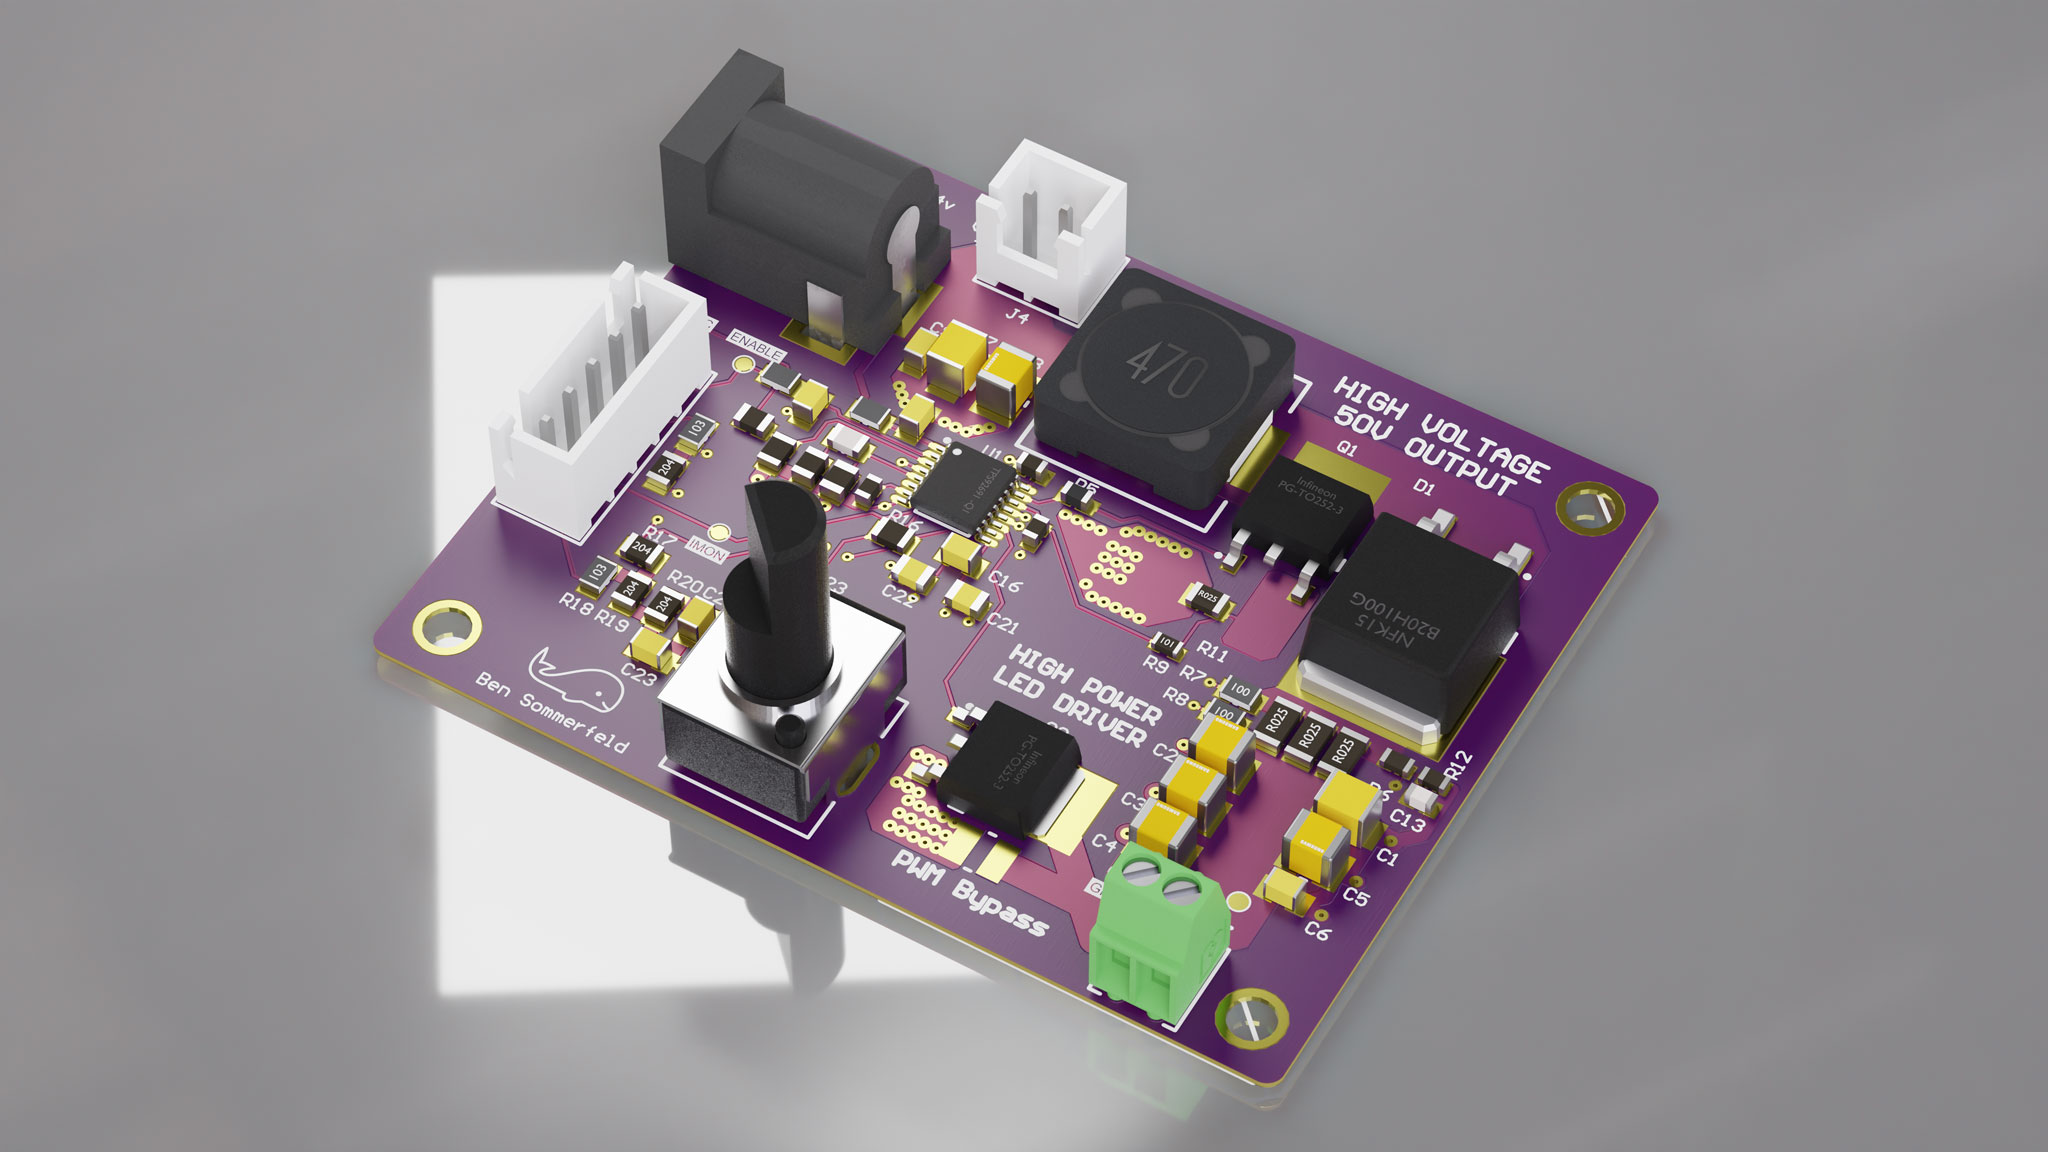 4v
J4
ENABLE
470
HIGH VOLTAGE
50V OUTPUT
Q1
D1
Infineon
PG-TO252-3
103
204
U1
TPS92691
-Q1
R5
R16
IMON
R17
204
103
204
204
R18
R19
R20
C16
C22
C21
C23
R025
101
R11
R9
R7
R8
100
100
NFK15
B20H100G
HIGH POWER
LED DRIVER
Ben Sommerfeld
R025
R025
R025
R12
C2
C3
C4
C13
C1
C5
C6
Infineon
PG-TO252-3
PWM Bypass
SAMSUNG